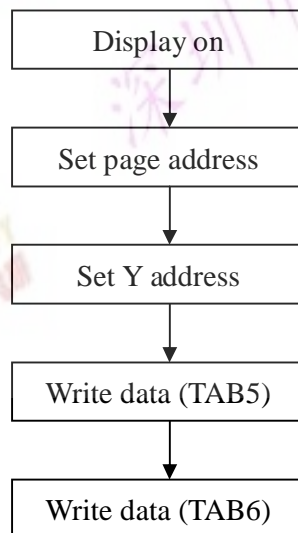 Display on
Set page address
Set Y address
Write data (TAB5)
Write data (TAB6)